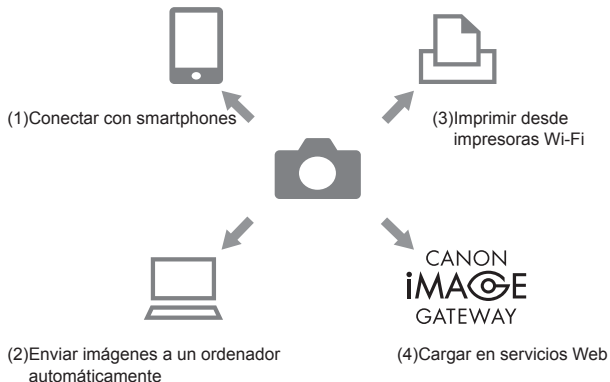 (1)Conectar con smartphones
(3)Imprimir desde
impresoras Wi-Fi
CANON
iMAGE
GATEWAY
(2)Enviar imágenes a un ordenador
automáticamente
(4)Cargar en servicios Web